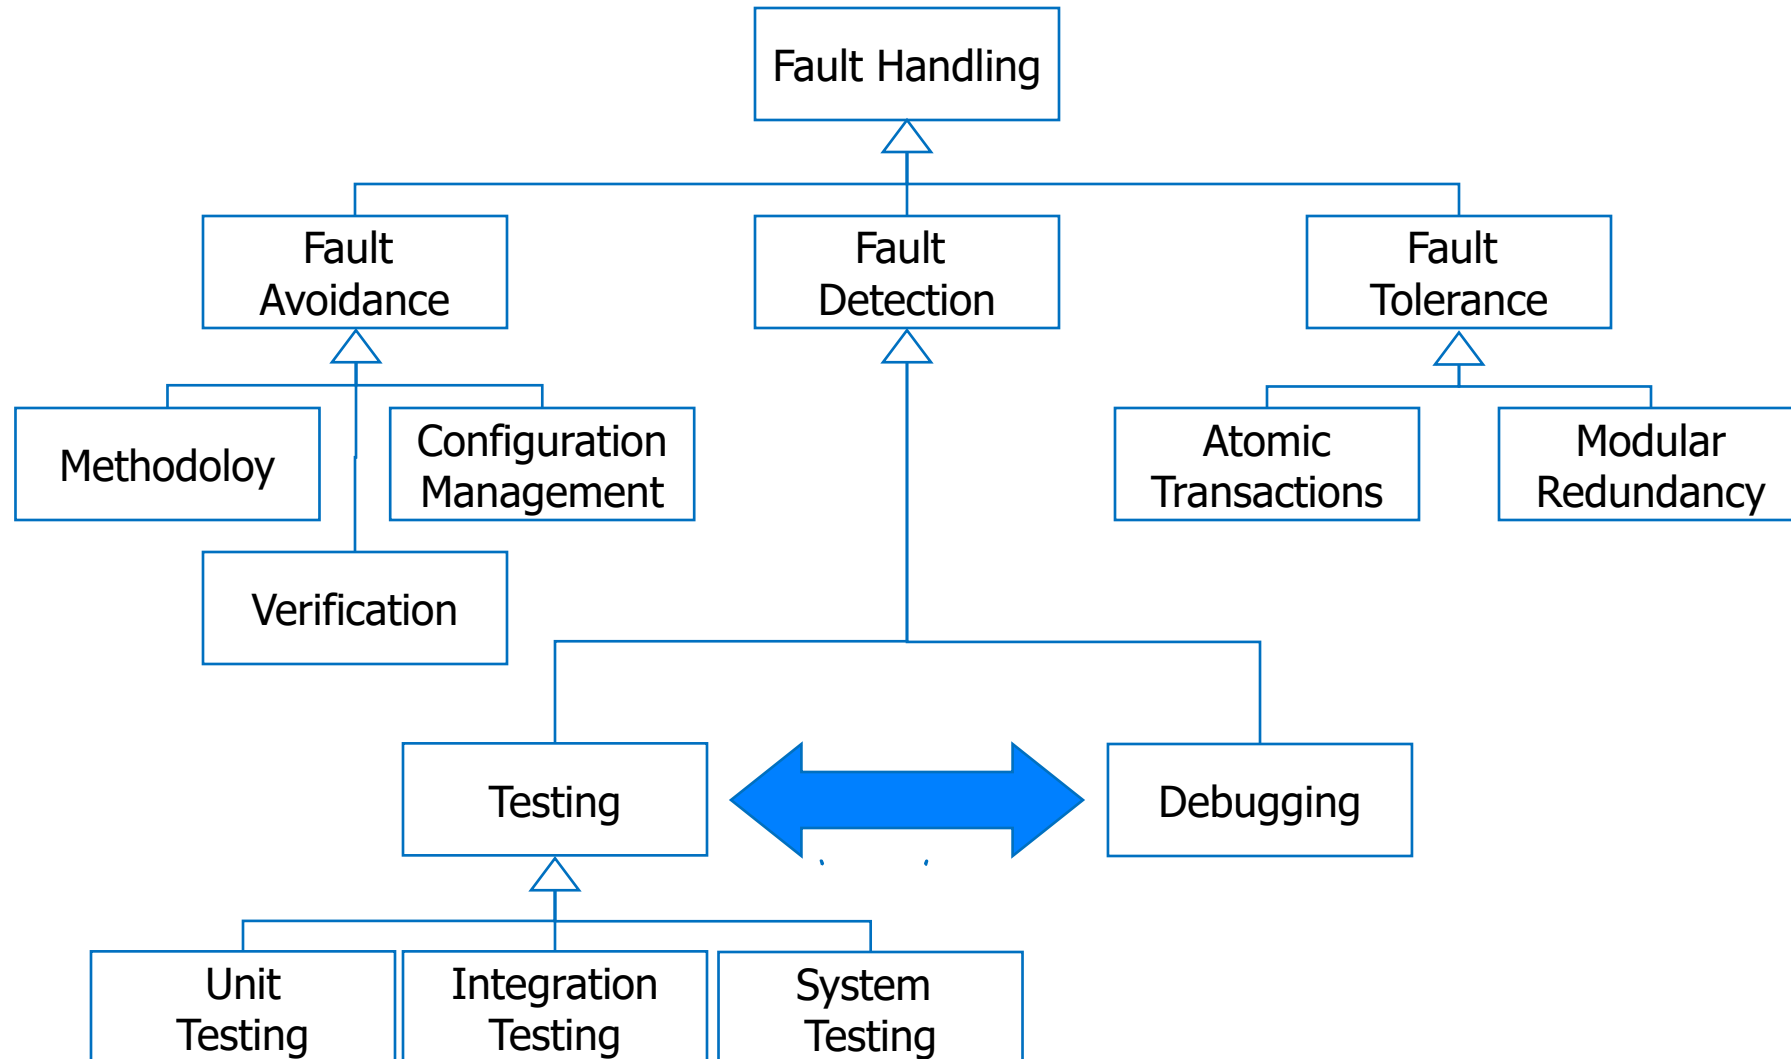 Fault Handling
Fault
Avoidance
Fault
Detection
Fault
Tolerance
Methodoloy
Configuration
Management
Atomic
Transactions
Modular
Redundancy
Verification
Testing
Debugging
Unit
Testing
Integration
Testing
System
Testing